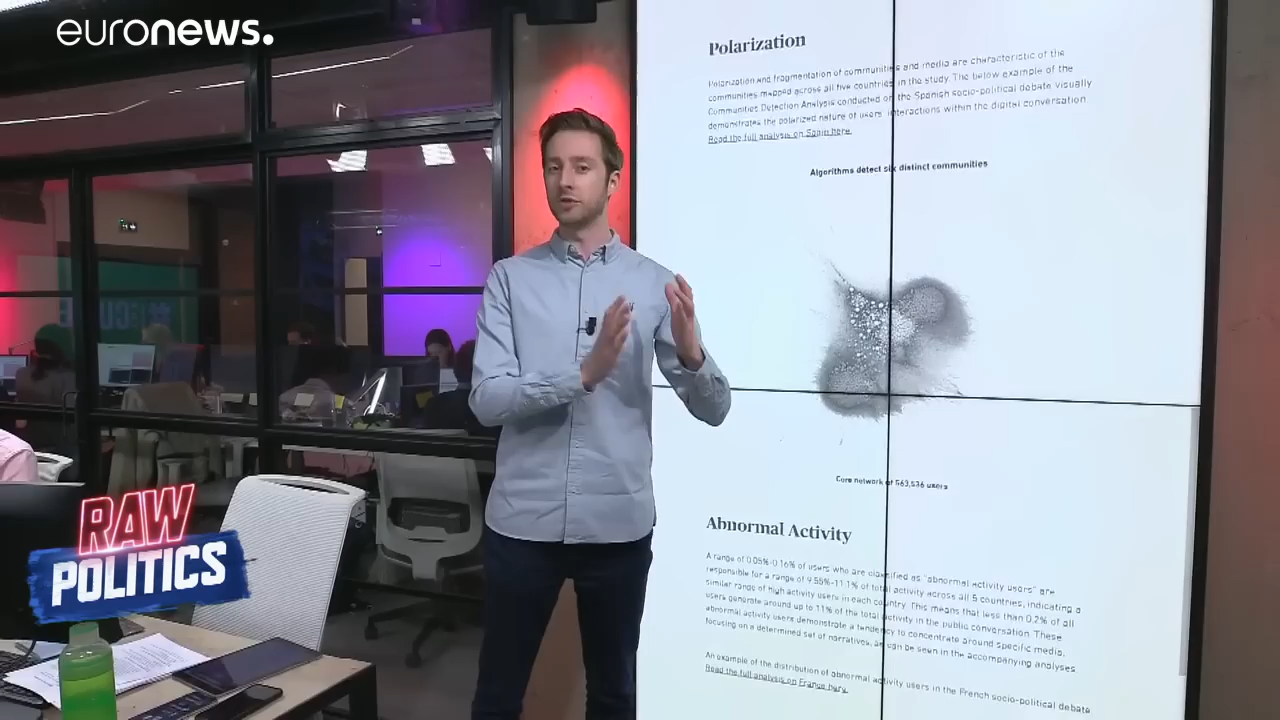 euronews.
Polarization
Polarization and fragmentation of communities and media are characteristic of the
communities mapped across all five countries in the study. The below example of the
Communities Detection Analysis conducted on the Spanish socio-political debate visually
demonstrates the polarized nature of users' interactions within the digital conversation.
Read the full analysis on Spain here.
Algorithms detect six distinct communities
Core network of 563,536 users
Abnormal Activity
A range of 0.05%-0.16% of users who are classified as "abnormal activity users" are
responsible for a range of 9.55%-11.1% of total activity across all 5 countries, indicating a
similar range of high activity users in each country. This means that less than 0.2% of all
users generate around up to 11% of the total activity in the public conversation. These
abnormal activity users demonstrate a tendency to concentrate around specific media,
focusing on a determined set of narratives, as can be seen in the accompanying analyses.
An example of the distribution of abnormal activity users in the French socio-political debate.
Read the full analysis on France here.
RAW
POLITICS